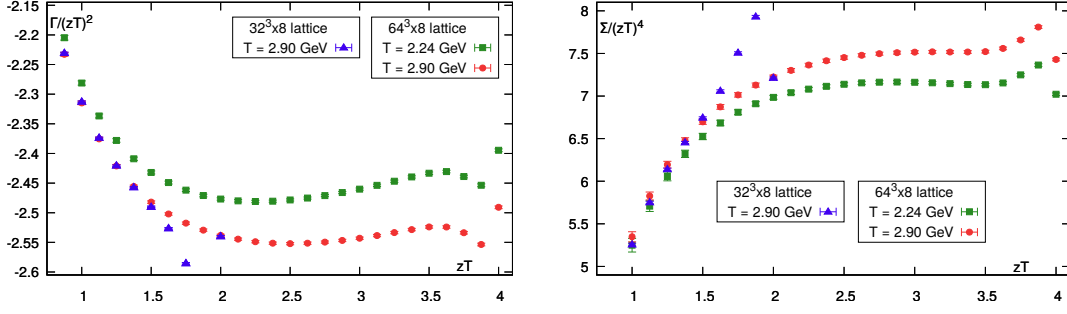 Γ/(zT)²
32³x8 lattice
T = 2.90 GeV
64³x8 lattice
T = 2.24 GeV
T = 2.90 GeV
-2.2
-2.25
-2.3
-2.35
-2.4
-2.45
-2.5
-2.55
-2.6
zT
1 1.5 2 2.5 3 3.5 4
Σ/(zT)⁴
8
7.5
7
6.5
6
5.5
5
32³x8 lattice
T = 2.90 GeV
64³x8 lattice
T = 2.24 GeV
T = 2.90 GeV
zT
1 1.5 2 2.5 3 3.5 4